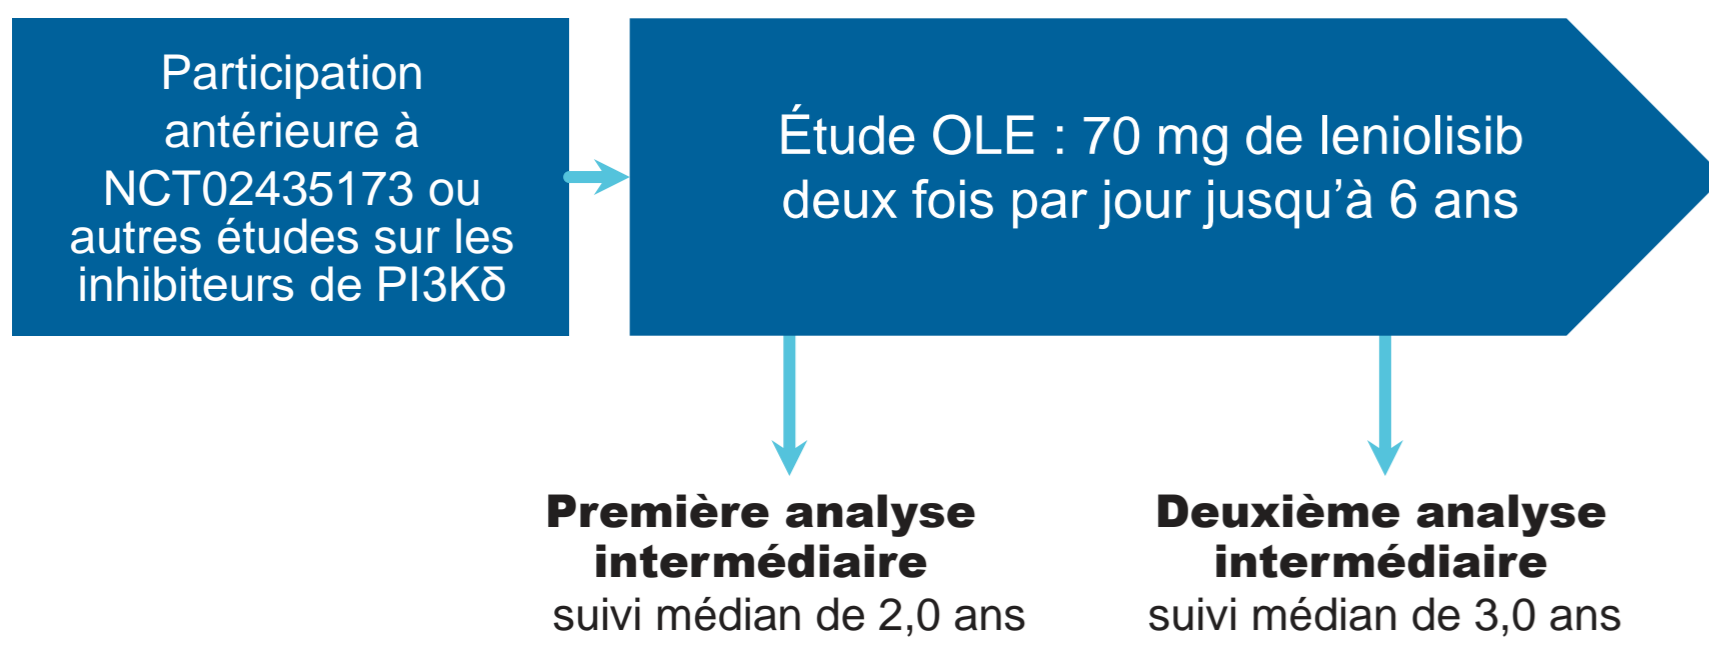 Participation
antérieure à
NCT02435173 ou
autres études sur les
inhibiteurs de PI3Kδ
Étude OLE : 70 mg de leniolisib
deux fois par jour jusqu’à 6 ans
Première analyse
intermédiaire
suivi médian de 2,0 ans
Deuxième analyse
intermédiaire
suivi médian de 3,0 ans